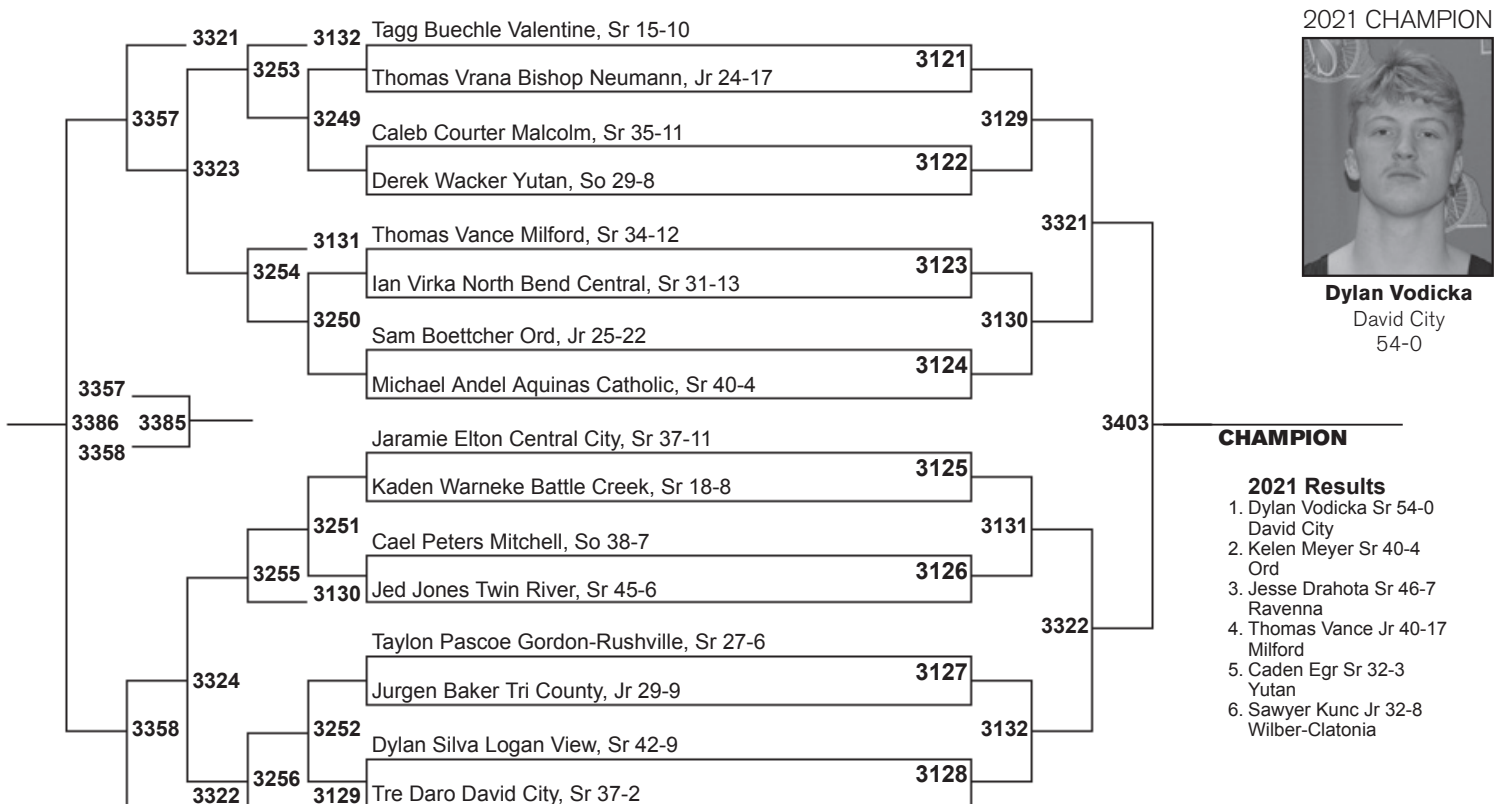 3321
3132
Tagg Buechle Valentine, Sr 15-10
3253
Thomas Vrana Bishop Neumann, Jr 24-17
3121
3357
3249
Caleb Courter Malcolm, Sr 35-11
3129
3323
Derek Wacker Yutan, So 29-8
3122
3131
Thomas Vance Milford, Sr 34-12
3321
3254
Ian Virka North Bend Central, Sr 31-13
3123
3250
Sam Boettcher Ord, Jr 25-22
3130
Michael Andel Aquinas Catholic, Sr 40-4
3124
3357
3386
3385
3358
3403
CHAMPION
Jaramie Elton Central City, Sr 37-11
Kaden Warneke Battle Creek, Sr 18-8
3125
3251
Cael Peters Mitchell, So 38-7
3131
3255
3130
Jed Jones Twin River, Sr 45-6
3126
3322
Taylon Pascoe Gordon-Rushville, Sr 27-6
3324
Jurgen Baker Tri County, Jr 29-9
3127
3358
3252
Dylan Silva Logan View, Sr 42-9
3132
3256
3322
3129
Tre Daro David City, Sr 37-2
3128
2021 CHAMPION
Dylan Vodicka
David City
54-0
2021 Results
1. Dylan Vodicka Sr 54-0
David City
2. Kelen Meyer Sr 40-4
Ord
3. Jesse Drahota Sr 46-7
Ravenna
4. Thomas Vance Jr 40-17
Milford
5. Caden Egr Sr 32-3
Yutan
6. Sawyer Kunc Jr 32-8
Wilber-Clatonia